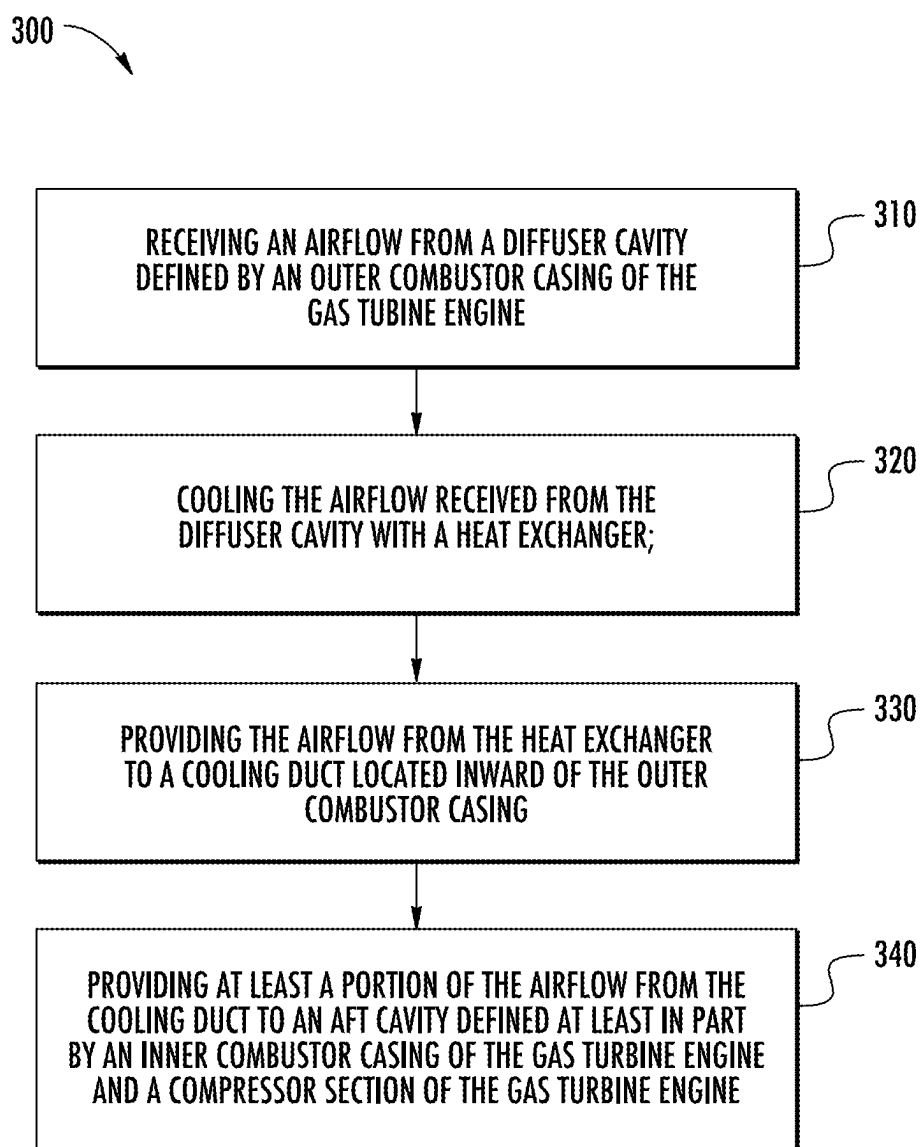 300
RECEIVING AN AIRFLOW FROM A DIFFUSER CAVITY
DEFINED BY AN OUTER COMBUSTOR CASING OF THE
GAS TUBINE ENGINE
310
COOLING THE AIRFLOW RECEIVED FROM THE
DIFFUSER CAVITY WITH A HEAT EXCHANGER;
320
PROVIDING THE AIRFLOW FROM THE HEAT EXCHANGER
TO A COOLING DUCT LOCATED INWARD OF THE OUTER
COMBUSTOR CASING
330
PROVIDING AT LEAST A PORTION OF THE AIRFLOW FROM THE
COOLING DUCT TO AN AFT CAVITY DEFINED AT LEAST IN PART
BY AN INNER COMBUSTOR CASING OF THE GAS TURBINE ENGINE
AND A COMPRESSOR SECTION OF THE GAS TURBINE ENGINE
340